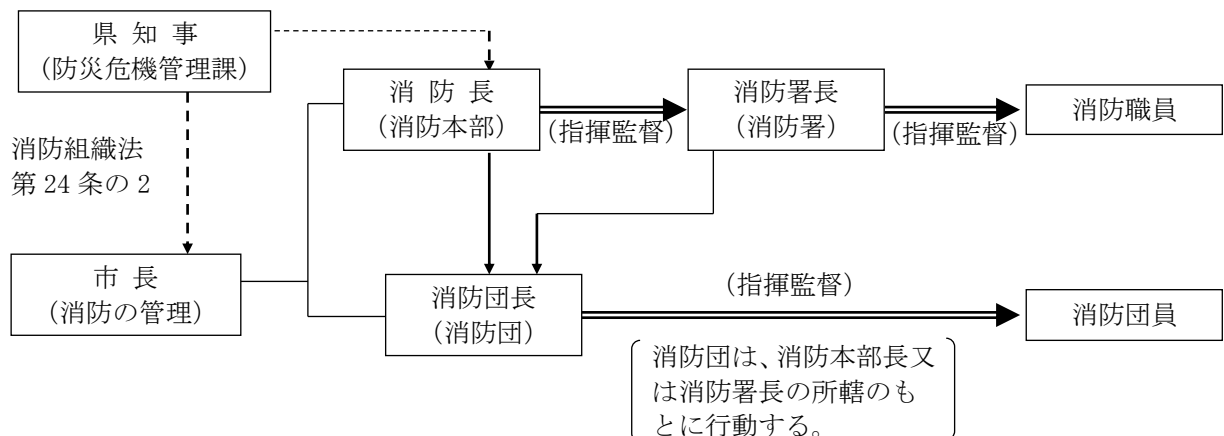 県 知 事
（防災危機管理課）
消 防 長
（消防本部）
（指揮監督）
消防署長
（消防署）
（指揮監督）
消防職員
消防組織法
第 24 条の 2
市 長
（消防の管理）
消防団長
（消防団）
（指揮監督）
消防団員
消防団は、消防本部長又
は消防署長の所轄のも
とに行動する。